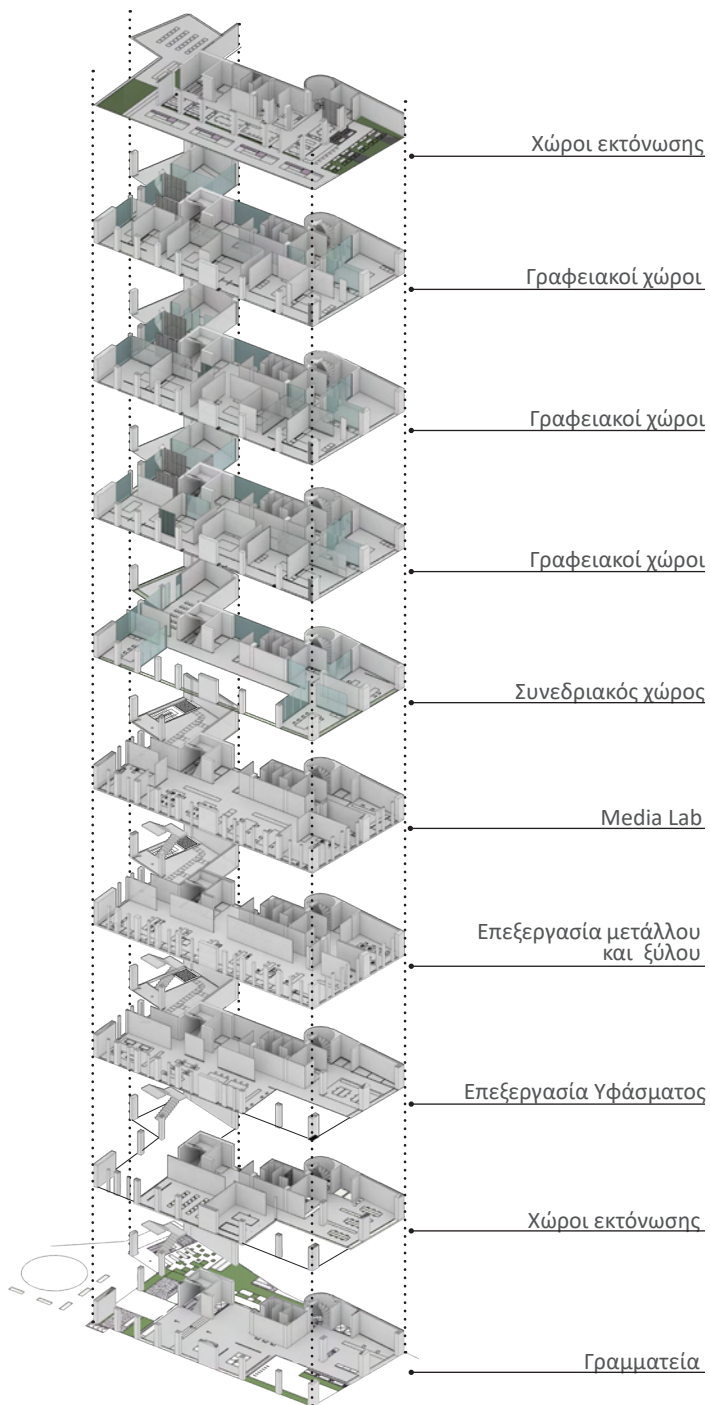 Χώροι εκτόνωσης
Γραφειακοί χώροι
Γραφειακοί χώροι
Γραφειακοί χώροι
Συνεδριακός χώρος
Media Lab
Επεξεργασία μετάλλου
και ξύλου
Επεξεργασία Υφάσματος
Χώροι εκτόνωσης
Γραμματεία